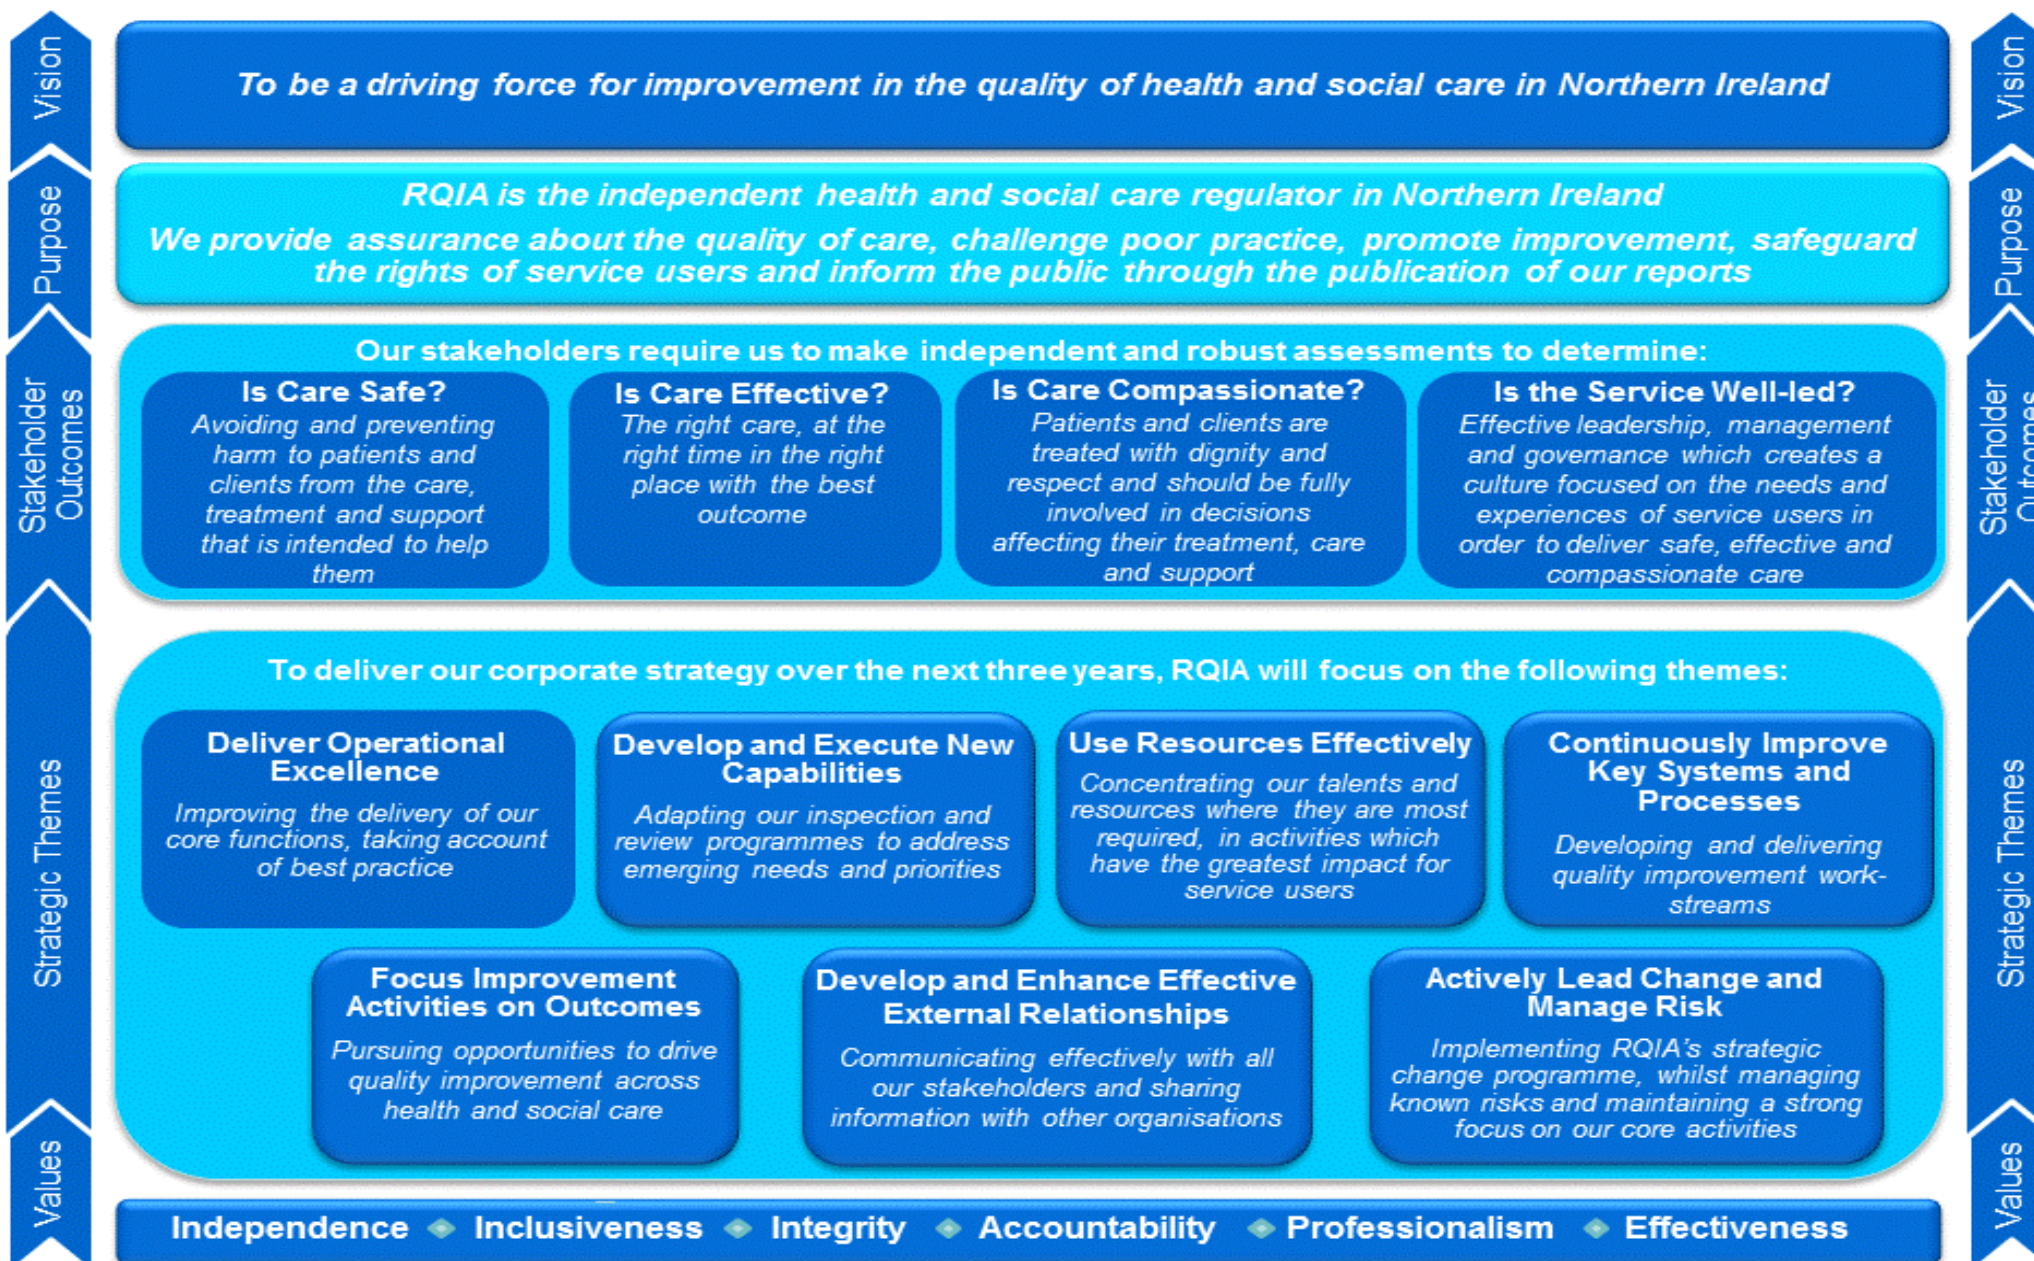 Vision
To be a driving force for improvement in the quality of health and social care in Northern Ireland
Vision
Purpose
RQIA is the independent health and social care regulator in Northern Ireland
We provide assurance about the quality of care, challenge poor practice, promote improvement, safeguard
the rights of service users and inform the public through the publication of our reports
Purpose
Stakeholder
Outcomes
Our stakeholders require us to make independent and robust assessments to determine:
Is Care Safe?
Avoiding and preventing
harm to patients and
clients from the care,
treatment and support
that is intended to help
them
Is Care Effective?
The right care, at the
right time in the right
place with the best
outcome
Is Care Compassionate?
Patients and clients are
treated with dignity and
respect and should be fully
involved in decisions
affecting their treatment, care
and support
Is the Service Well-led?
Effective leadership, management
and governance which creates a
culture focused on the needs and
experiences of service users in
order to deliver safe, effective and
compassionate care
Stakeholder
Outcomes
Strategic Themes
To deliver our corporate strategy over the next three years, RQIA will focus on the following themes:
Deliver Operational
Excellence
Improving the delivery of our
core functions, taking account
of best practice
Develop and Execute New
Capabilities
Adapting our inspection and
review programmes to address
emerging needs and priorities
Use Resources Effectively
Concentrating our talents and
resources where they are most
required, in activities which
have the greatest impact for
service users
Continuously Improve
Key Systems and
Processes
Developing and delivering
quality improvement work-
streams
Focus Improvement
Activities on Outcomes
Pursuing opportunities to drive
quality improvement across
health and social care
Develop and Enhance Effective
External Relationships
Communicating effectively with all
our stakeholders and sharing
information with other organisations
Actively Lead Change and
Manage Risk
Implementing RQIA's strategic
change programme, whilst managing
known risks and maintaining a strong
focus on our core activities
Strategic Themes
Values
Independence Inclusiveness Integrity Accountability Professionalism Effectiveness
Values